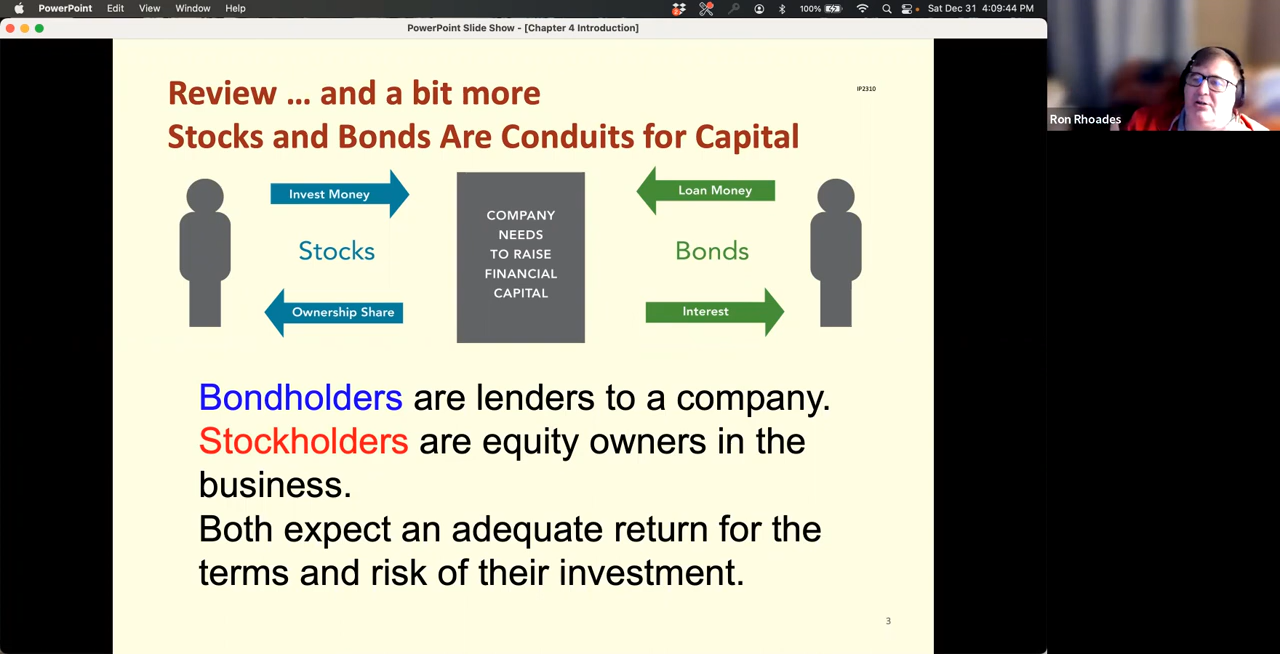 PowerPoint Edit View Window Help 100% Sat Dec 31 4:09:44 PM
PowerPoint Slide Show - [Chapter 4 Introduction]
Review ... and a bit more
IP2310
Stocks and Bonds Are Conduits for Capital
Ron Rhoades
Invest Money
Stocks
Ownership Share
COMPANY
NEEDS
TO RAISE
FINANCIAL
CAPITAL
Loan Money
Bonds
Interest
Bondholders are lenders to a company.
Stockholders are equity owners in the
business.
Both expect an adequate return for the
terms and risk of their investment.
3